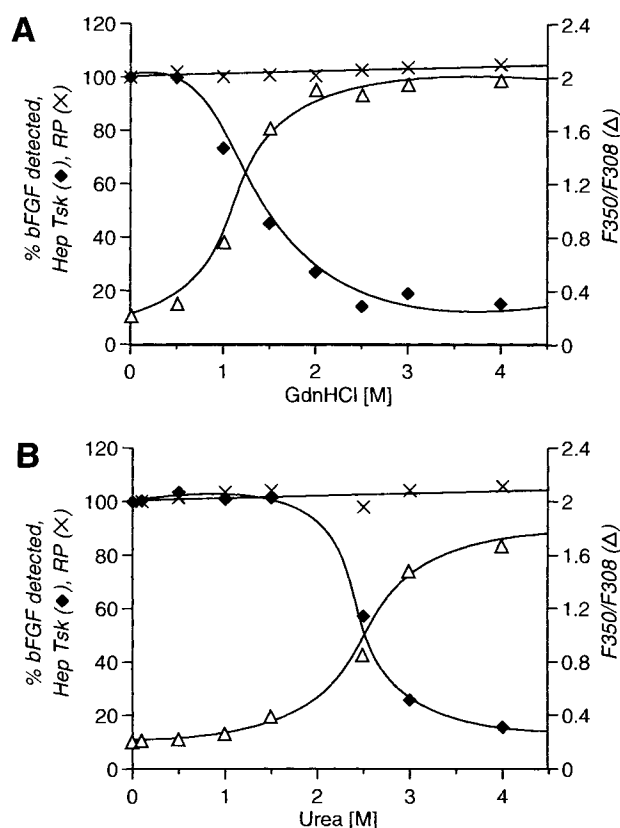 A
120
100
80
60
40
20
0
% bFGF detected,
Hep Tsk (◆), RP (×)
2.4
2
1.6
1.2
0.8
0.4
0
F350/F308 (△)
0 1 2 3 4
GdnHCl [M]
B
120
100
80
60
40
20
0
% bFGF detected,
Hep Tsk (◆), RP (×)
2.4
2
1.6
1.2
0.8
0.4
0
F350/F308 (△)
0 1 2 3 4
Urea [M]